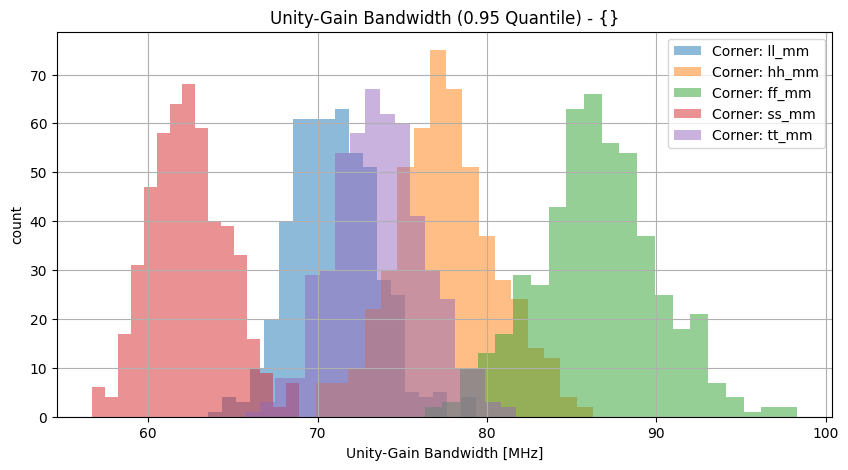 Unity-Gain Bandwidth (0.95 Quantile) - {}
Corner: ll_mm
Corner: hh_mm
Corner: ff_mm
Corner: ss_mm
Corner: tt_mm
70
60
50
40
30
20
10
0
count
60
70
80
90
100
Unity-Gain Bandwidth [MHz]